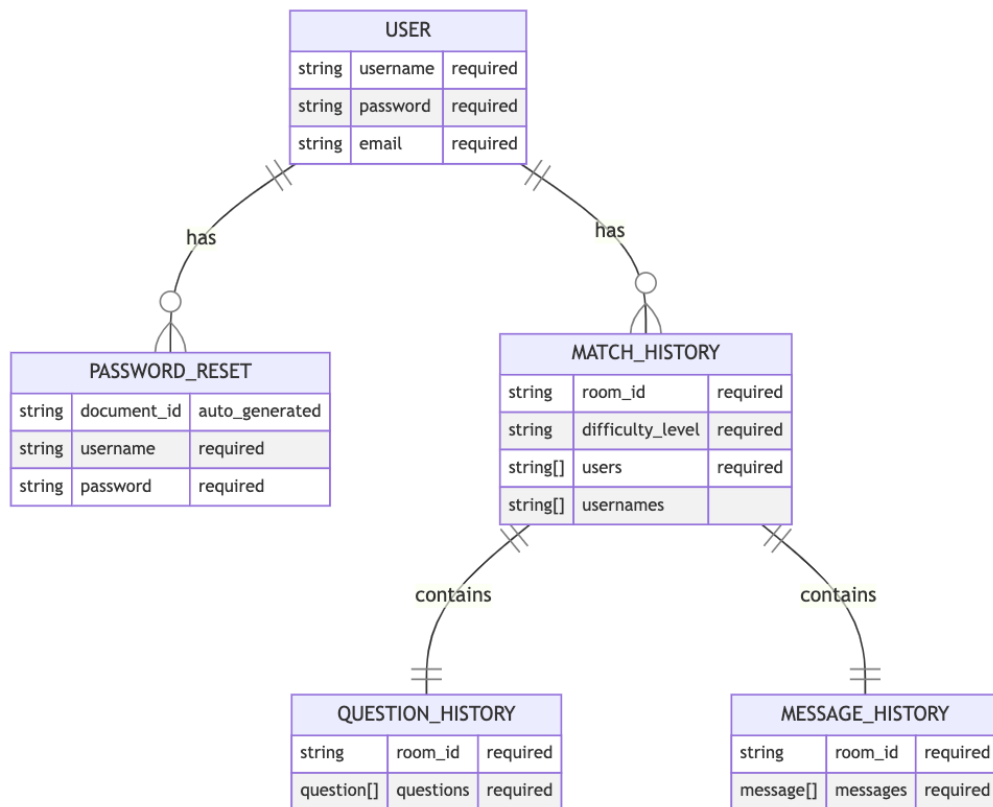 USER
string username required
string password required
string email required
has
has
PASSWORD_RESET
string document_id auto_generated
string username required
string password required
MATCH_HISTORY
string room_id required
string difficulty_level required
string[] users required
string[] usernames
contains
contains
QUESTION_HISTORY
string room_id required
question[] questions required
MESSAGE_HISTORY
string room_id required
message[] messages required